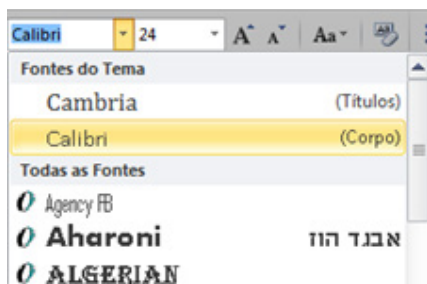 Calibri 24 A A Aa
Fontes do Tema
Cambria (Títulos)
Calibri (Corpo)
Todas as Fontes
O Agency FB
O Aharoni אבגד הוז
O ALGERIAN